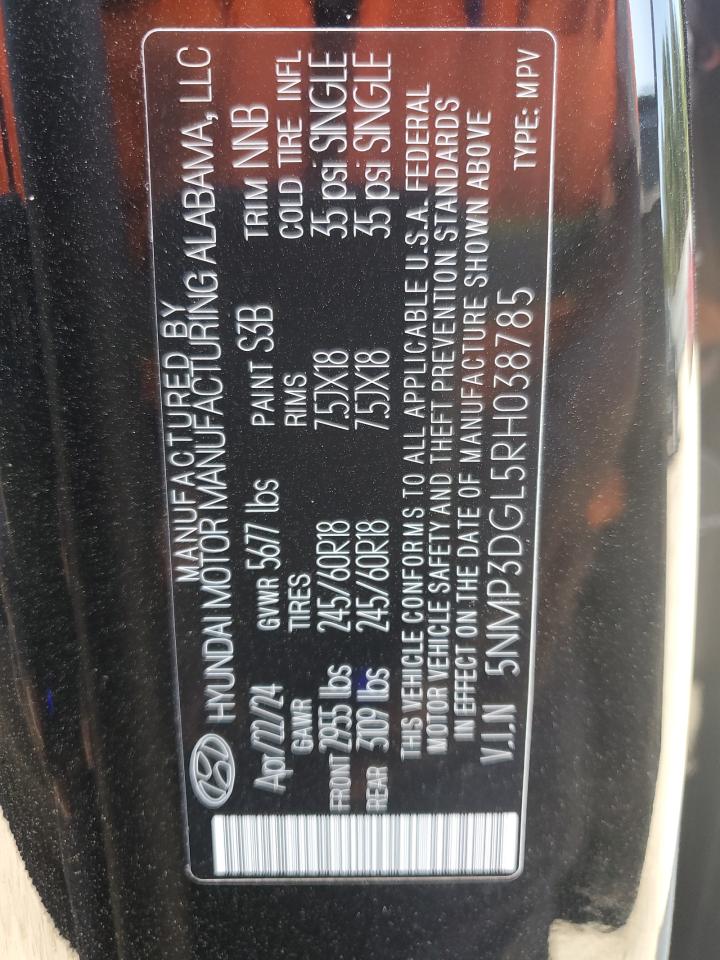 MANUFACTURED BY
HYUNDAI MOTOR MANUFACTURING ALABAMA, LLC
Apr/22/24 GVWR 5677 lbs PAINT S3B TRIM NNB
GAWR TIRES RIMS COLD TIRE INFL
FRONT 2955 lbs 245/60R18 7.5JX18 35 psi SINGLE
REAR 3109 lbs 245/60R18 7.5JX18 35 psi SINGLE
THIS VEHICLE CONFORMS TO ALL APPLICABLE U.S.A. FEDERAL
MOTOR VEHICLE SAFETY AND THEFT PREVENTION STANDARDS
IN EFFECT ON THE DATE OF MANUFACTURE SHOWN ABOVE
V.I.N 5NMP3DGL5RH038785 TYPE: MPV